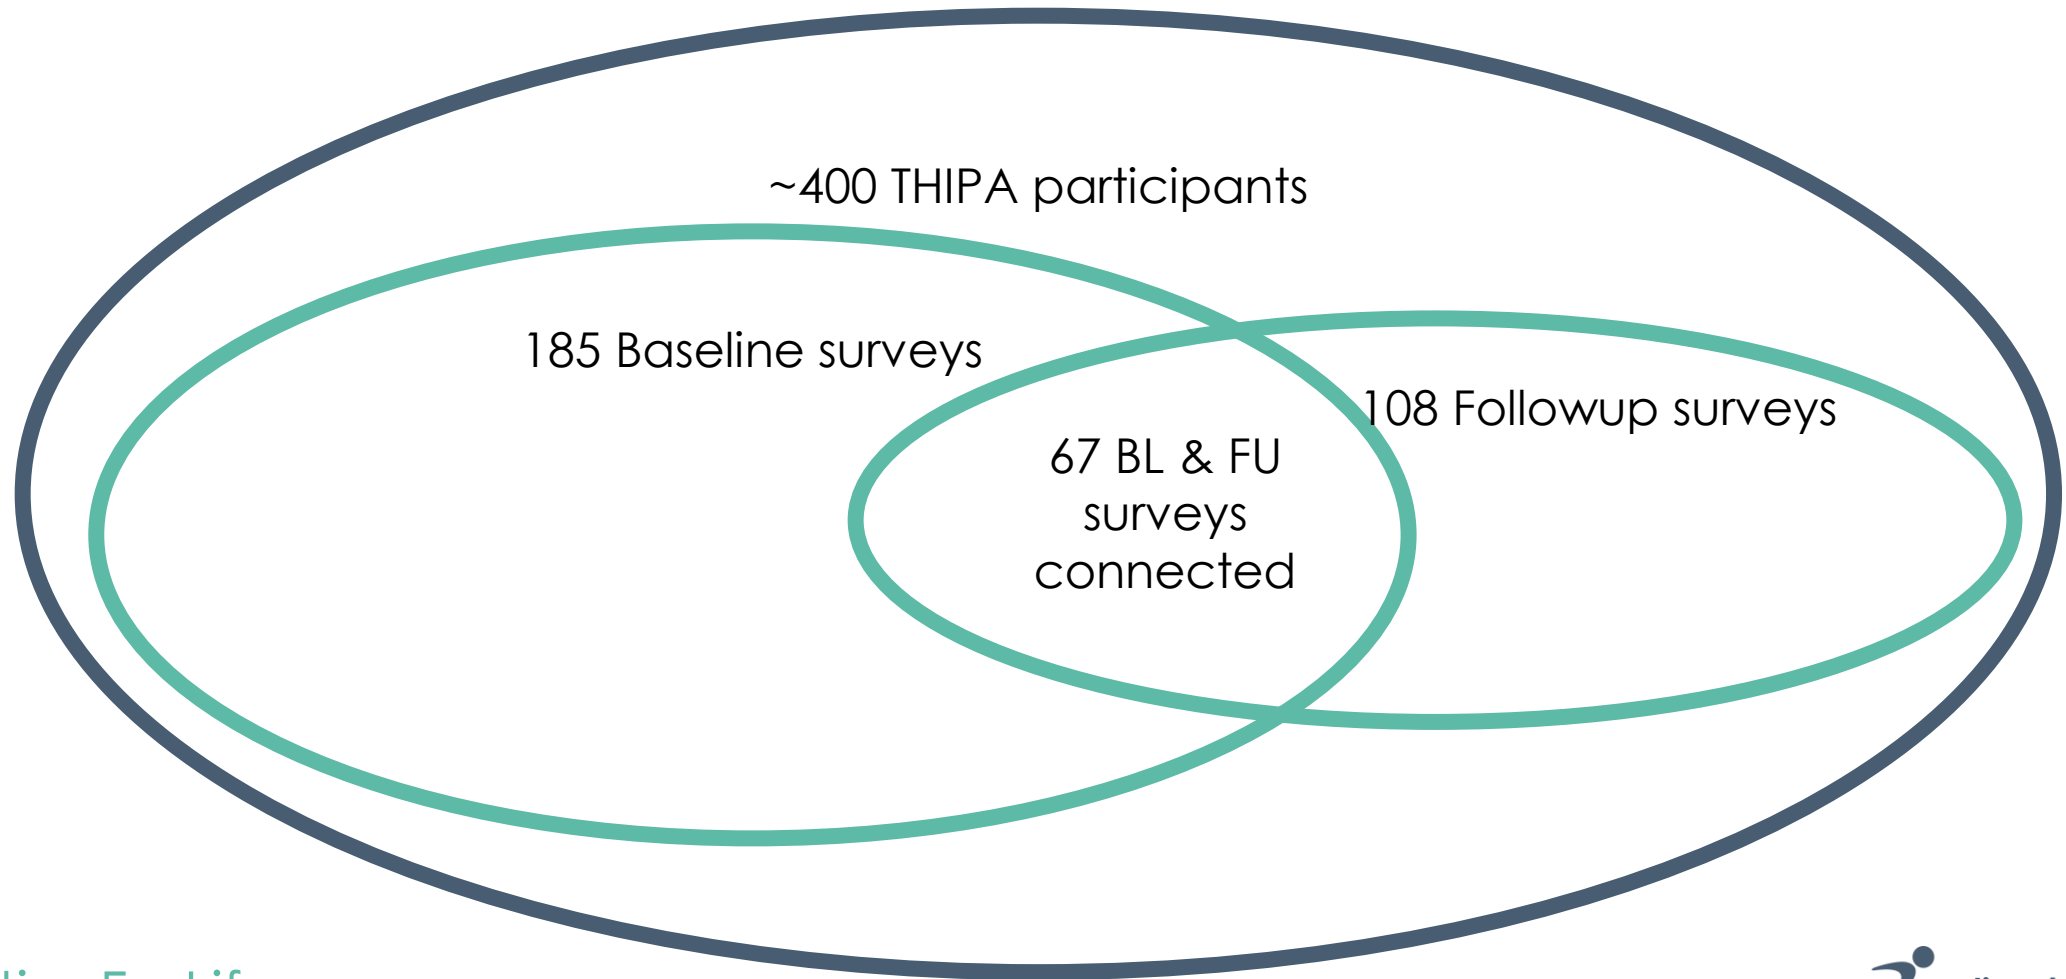 ~400 THIPA participants
185 Baseline surveys
108 Followup surveys
67 BL & FU
surveys
connected